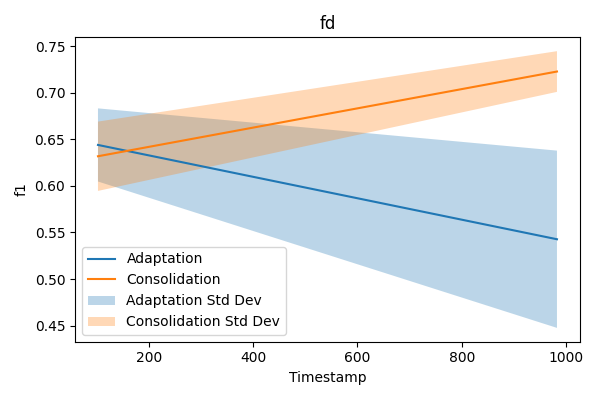 fd
0.75
0.70
0.65
0.60
0.55
0.50
0.45
f1
Adaptation
Consolidation
Adaptation Std Dev
Consolidation Std Dev
200
400
600
800
1000
Timestamp